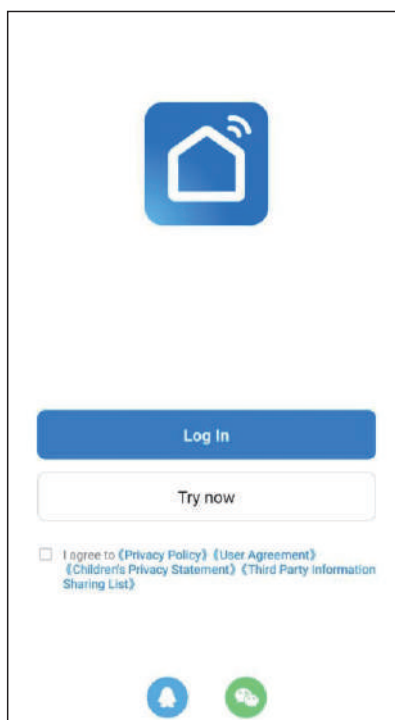 Log In
Try now
I agree to 《Privacy Policy》 《User Agreement》
《Children's Privacy Statement》 《Third Party Information
Sharing List》